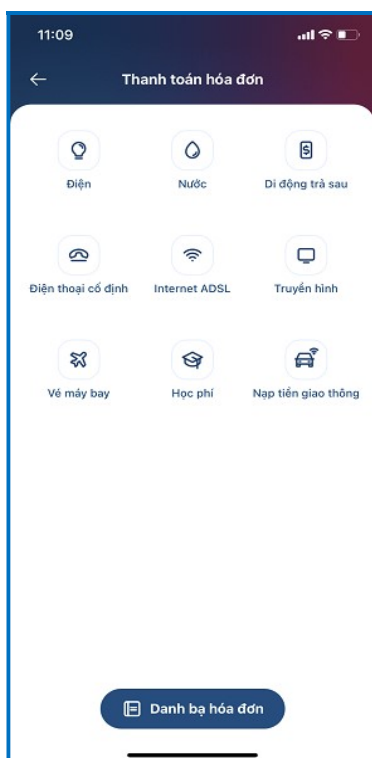 11:09
Thanh toán hóa đơn
Điện
Nước
Di động trả sau
Điện thoại cố định
Internet ADSL
Truyền hình
Vé máy bay
Học phí
Nạp tiền giao thông
Danh bạ hóa đơn